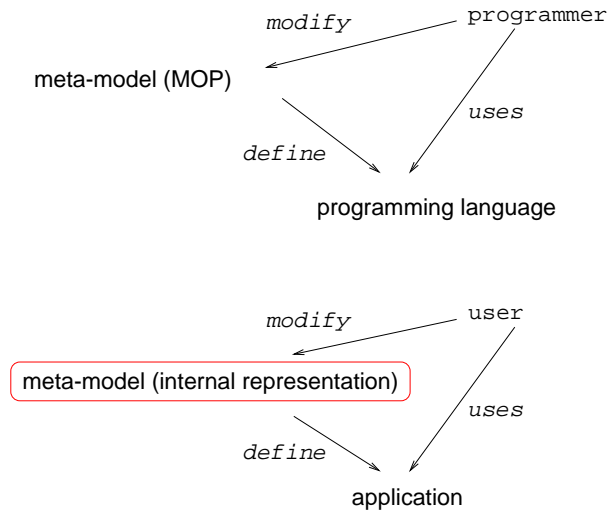 programmer
modify
meta-model (MOP)
uses
define
programming language
user
modify
meta-model (internal representation)
uses
define
application